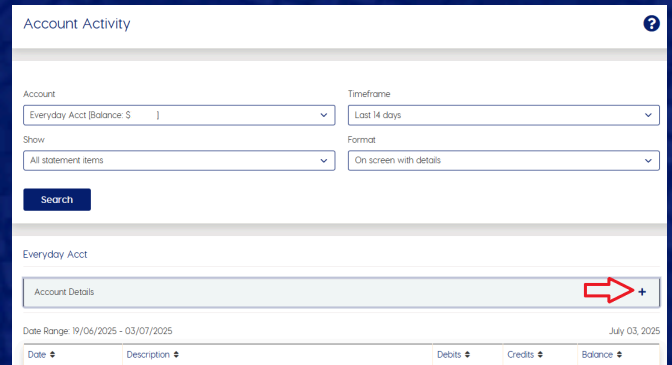 Account Activity ?
Account Timeframe
Everyday Acct [Balance: $ ] Last 14 days
Show Format
All statement items On screen with details
Search
Everyday Acct
Account Details +
Date Range: 19/06/2025 - 03/07/2025 July 03, 2025
Date Description Debits Credits Balance